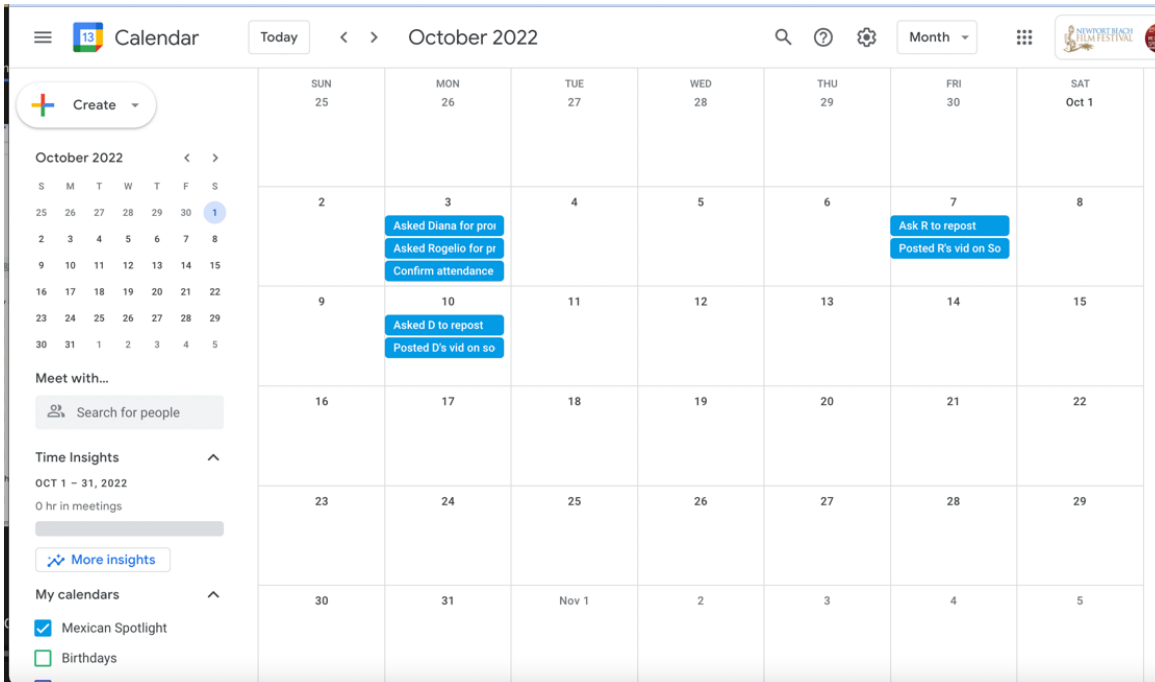 13 Calendar Today October 2022 Month NEWPORT BEACH
FILM FESTIVAL
Create
October 2022
S M T W T F S
25 26 27 28 29 30 1
2 3 4 5 6 7 8
9 10 11 12 13 14 15
16 17 18 19 20 21 22
23 24 25 26 27 28 29
30 31 1 2 3 4 5
Meet with...
Search for people
Time Insights
OCT 1 – 31, 2022
0 hr in meetings
More insights
My calendars
Mexican Spotlight
Birthdays
SUN MON TUE WED THU FRI SAT
25 26 27 28 29 30 Oct 1
2 3 4 5 6 7 8
Asked Diana for pro
Asked Rogelio for pr
Confirm attendance
Ask R to repost
Posted R's vid on So
9 10 11 12 13 14 15
Asked D to repost
Posted D's vid on so
16 17 18 19 20 21 22
23 24 25 26 27 28 29
30 31 Nov 1 2 3 4 5